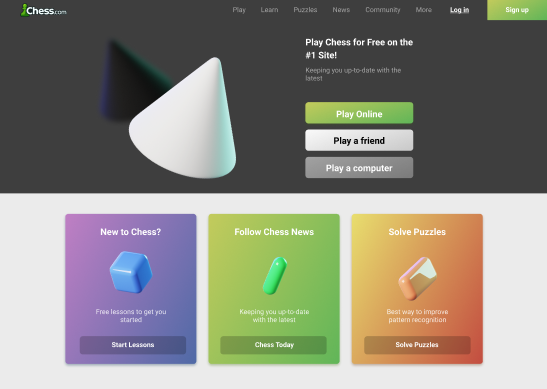 Chess.com
Play Learn Puzzles News Community More Log in Sign up
Play Chess for Free on the
#1 Site!
Keeping you up-to-date with the
latest
Play Online
Play a friend
Play a computer
New to Chess?
Free lessons to get you
started
Start Lessons
Follow Chess News
Keeping you up-to-date
with the latest
Chess Today
Solve Puzzles
Best way to improve
pattern recognition
Solve Puzzles